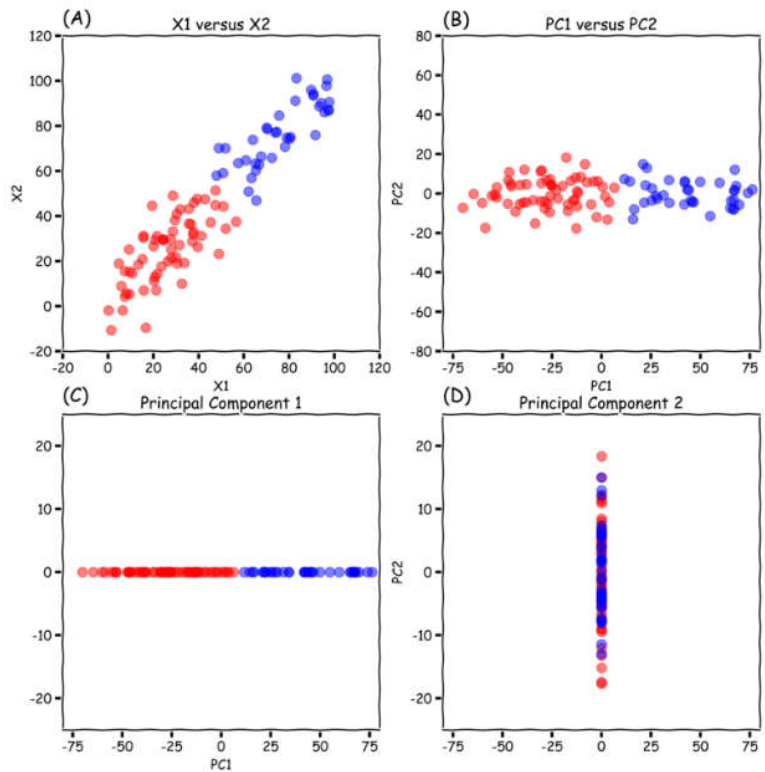 (A)
X1 versus X2
120
100
80
60
40
20
0
-20
X2
-20 0 20 40 60 80 100 120
X1
(B)
PC1 versus PC2
80
60
40
20
0
-20
-40
-60
-80
PC2
-75 -50 -25 0 25 50 75
PC1
(C)
Principal Component 1
20
10
0
-10
-20
-75 -50 -25 0 25 50 75
PC1
(D)
Principal Component 2
20
10
0
-10
-20
PC2
-75 -50 -25 0 25 50 75